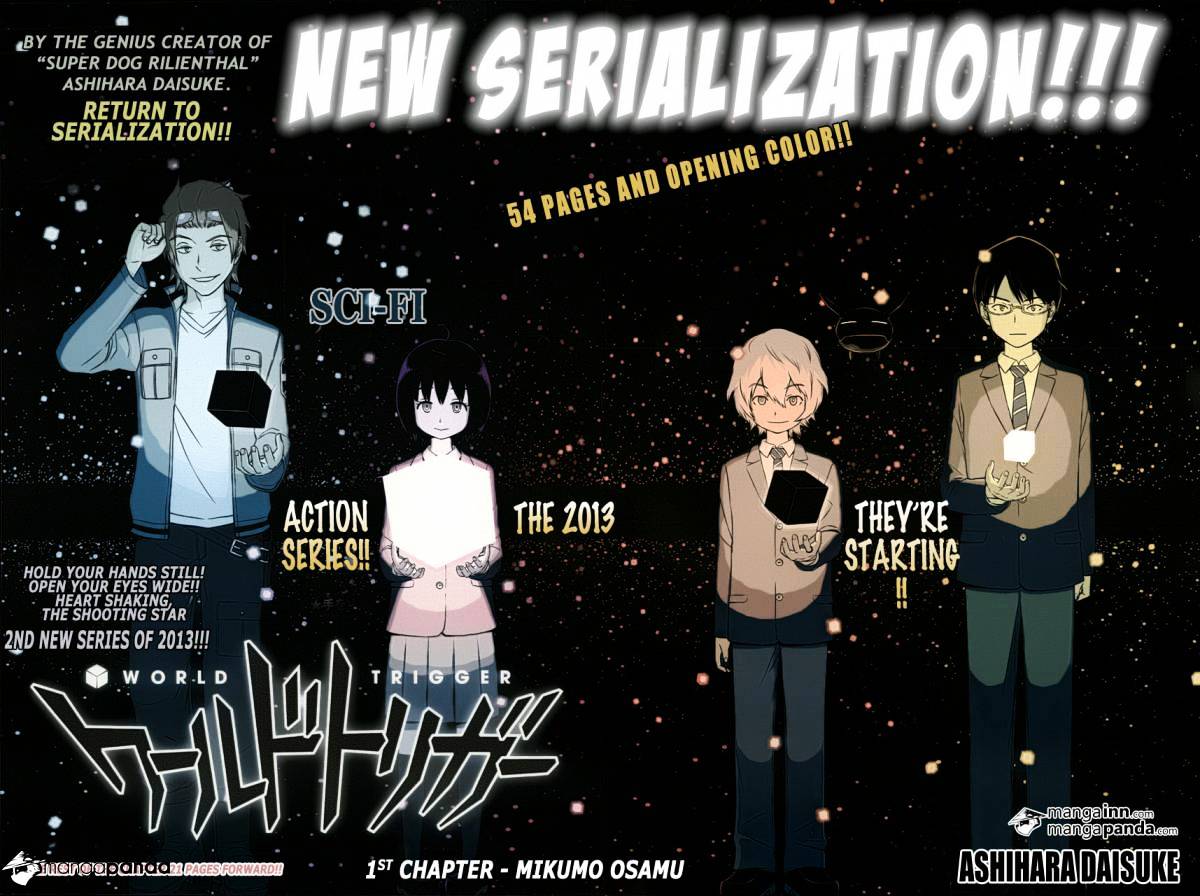 BY THE GENIUS CREATOR OF
“SUPER DOG RILIENTHAL”
ASHIHARA DAISUKE.
RETURN TO
SERIALIZATION!!
NEW SERIALIZATION!!!
54 PAGES AND OPENING COLOR!!
SCI-FI
ACTION
SERIES!!
THE 2013
THEY'RE
STARTING
!!
HOLD YOUR HANDS STILL!
OPEN YOUR EYES WIDE!!
HEART SHAKING,
THE SHOOTING STAR
2ND NEW SERIES OF 2013!!!
WORLD TRIGGER
ワールドトリガー
mangapanda
21 PAGES FORWARD!!
1ST CHAPTER - MIKUMO OSAMU
mangainn.com
mangapanda.com
ASHIHARA DAISUKE